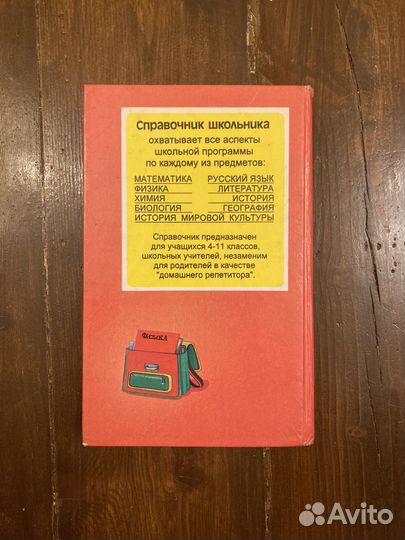 Справочник школьника
охватывает все аспекты
школьной программы
по каждому из предметов:
МАТЕМАТИКА РУССКИЙ ЯЗЫК
ФИЗИКА ЛИТЕРАТУРА
ХИМИЯ ИСТОРИЯ
БИОЛОГИЯ ГЕОГРАФИЯ
ИСТОРИЯ МИРОВОЙ КУЛЬТУРЫ
Справочник предназначен
для учащихся 4-11 классов,
школьных учителей, незаменим
для родителей в качестве
"домашнего репетитора".
ФИЗИКА
Avito